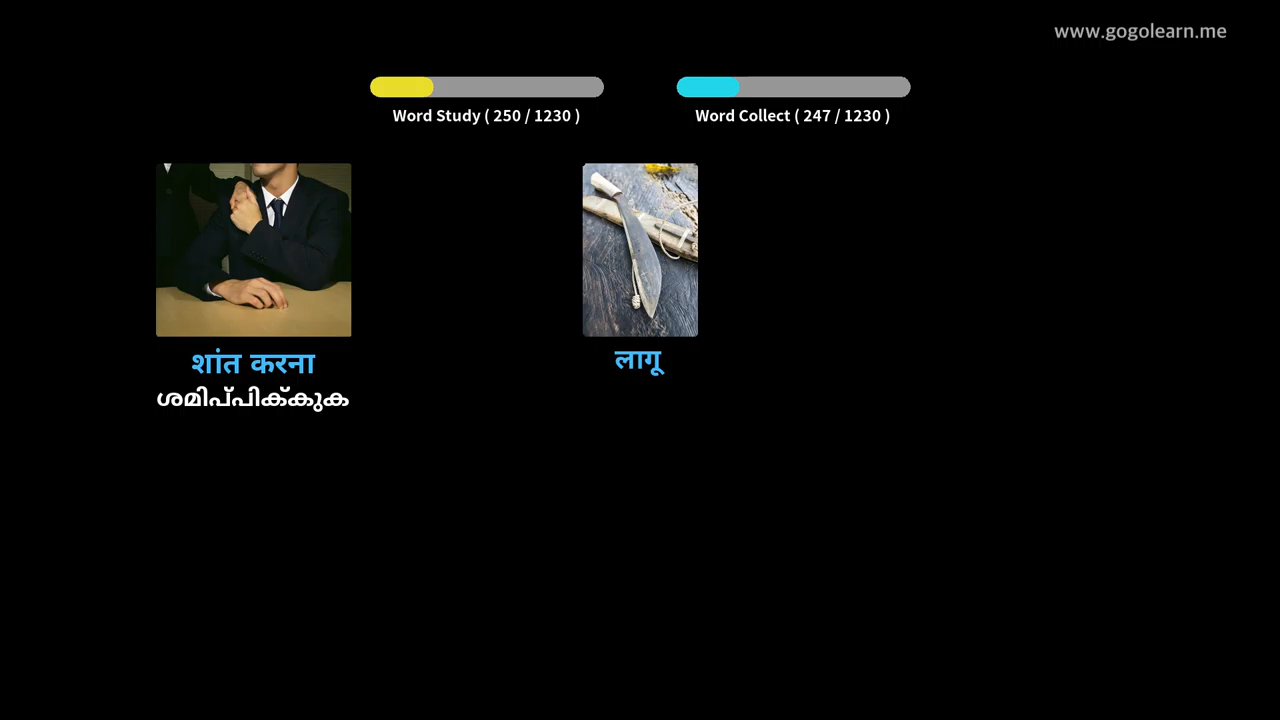 www.gogolearn.me
Word Study ( 250 / 1230 )
Word Collect ( 247 / 1230 )
शांत करना
ശമിപ്പിക്കുക
लागू